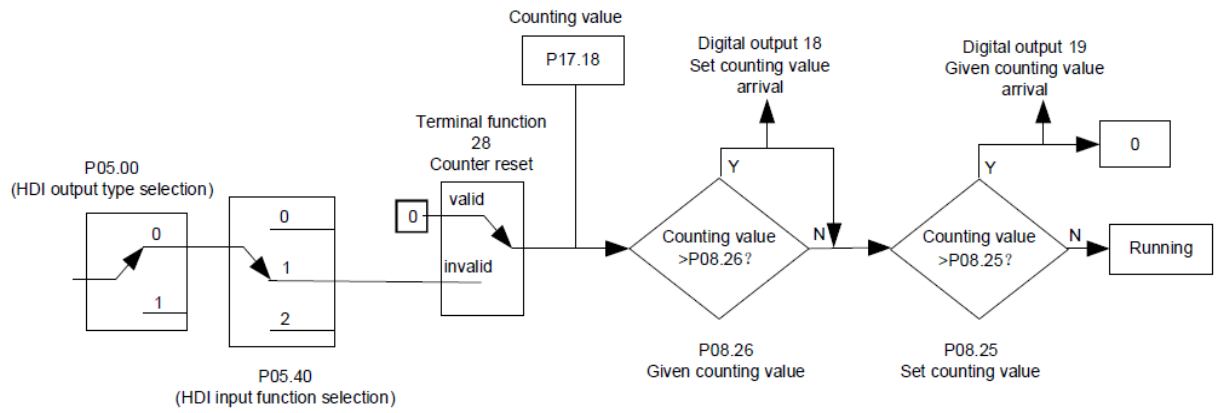 Counting value
P17.18
Digital output 18
Set counting value
arrival
Digital output 19
Given counting value
arrival
Terminal function
28
Counter reset
P05.00
(HDI output type selection)
0
1
0
1
2
0
valid
invalid
Y
Counting value
>P08.26?
N
Y
0
Counting value
>P08.25?
N
Running
P08.26
Given counting value
P08.25
Set counting value
P05.40
(HDI input function selection)